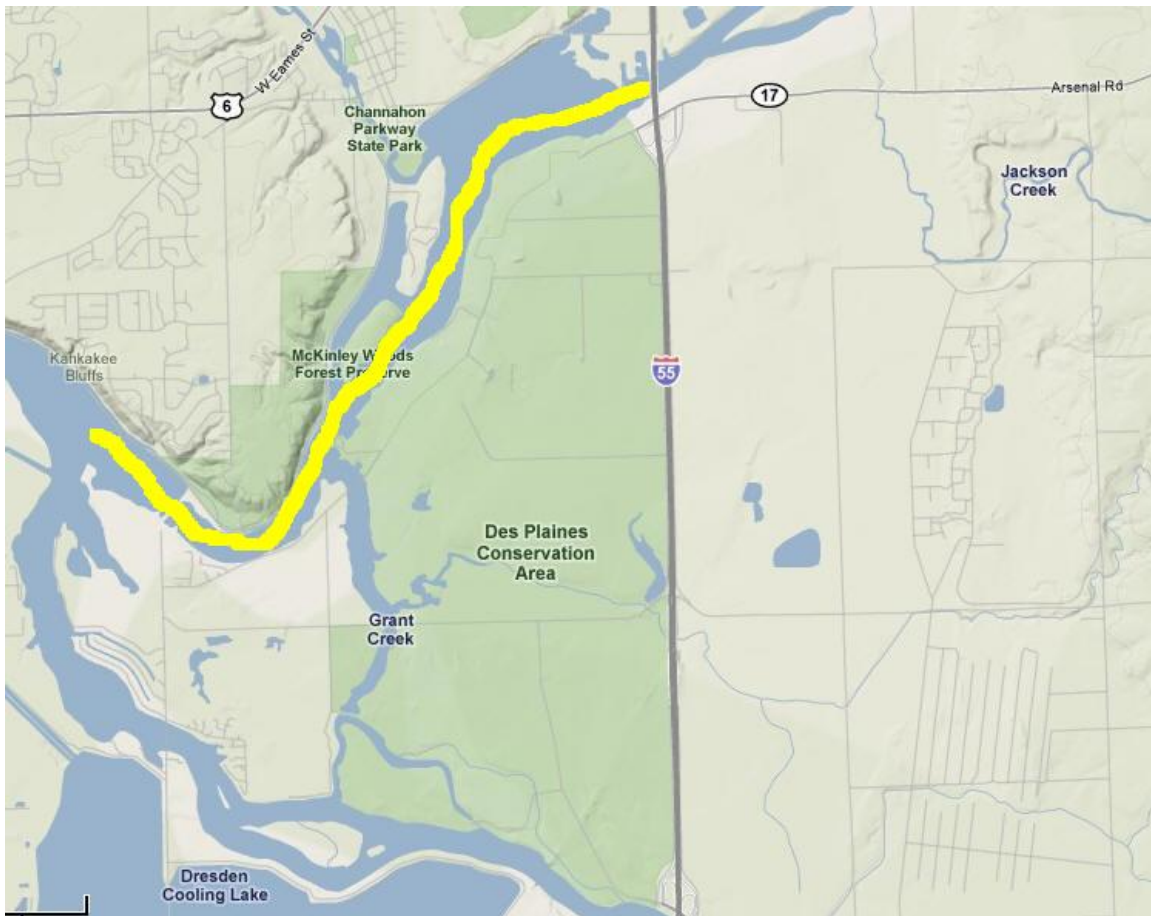 W Eames St
6
Channahon
Parkway
State Park
17
Arsenal Rd
Jackson
Creek
Kankakee
Bluffs
McKinley Woods
Forest Preserve
55
Des Plaines
Conservation
Area
Grant
Creek
Dresden
Cooling Lake